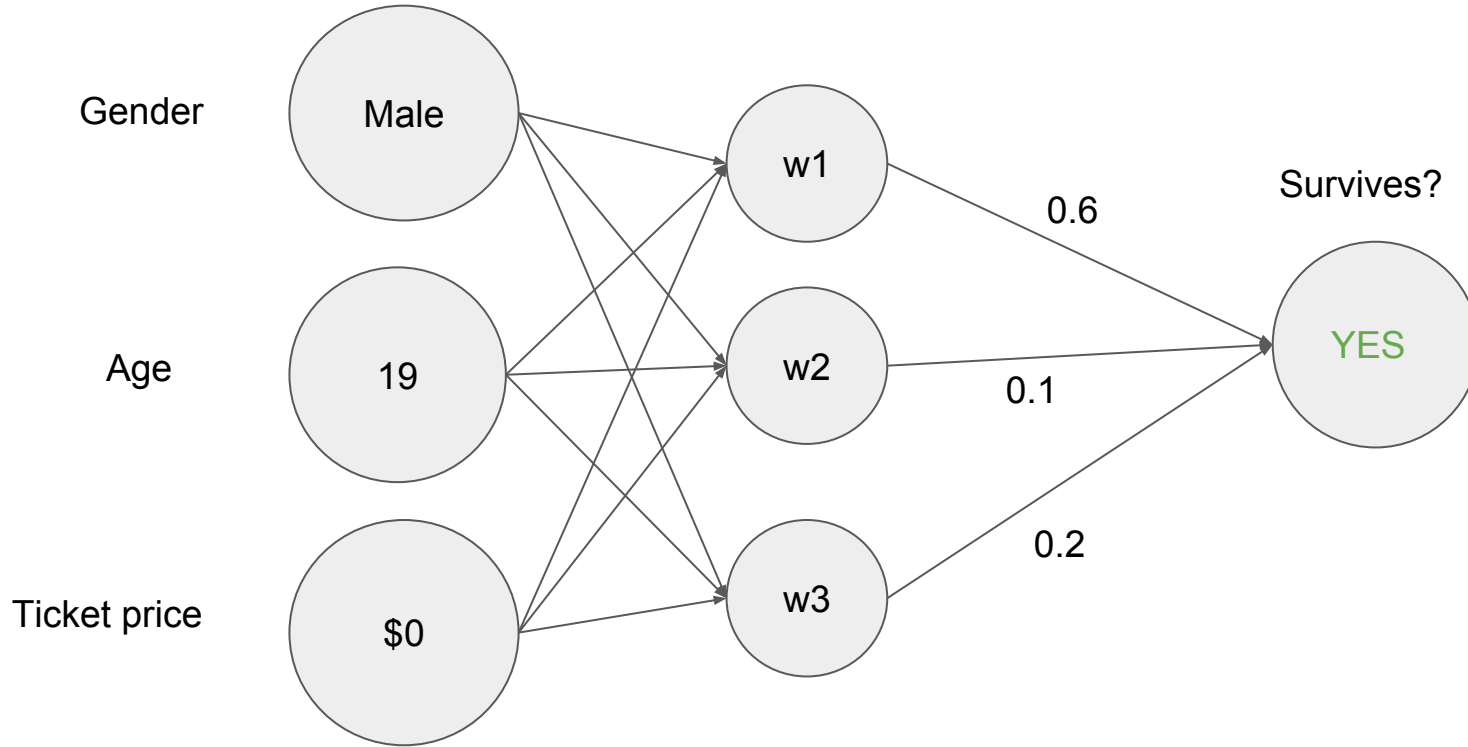 Gender
Male
w1
0.6
Survives?
Age
19
w2
0.1
YES
Ticket price
$0
w3
0.2